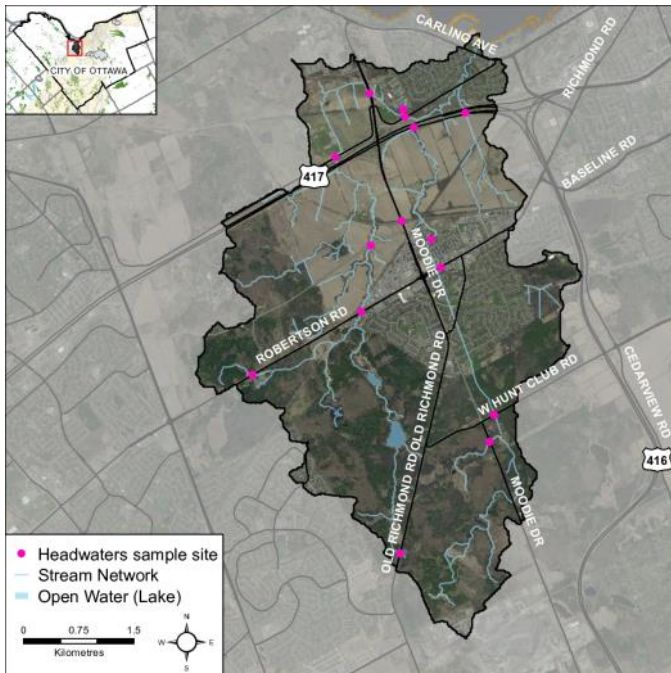 CITY OF OTTAWA
CARLING AVE
RICHMOND RD
BASELINE RD
417
MOODIE DR
ROBERTSON RD
OLD RICHMOND RD
OLD RICHMOND RD
W HUNT CLUB RD
CEDARVIEW RD
416
MOODIE DR
Headwaters sample site
Stream Network
Open Water (Lake)
0 0.75 1.5
Kilometres
N
W E
S